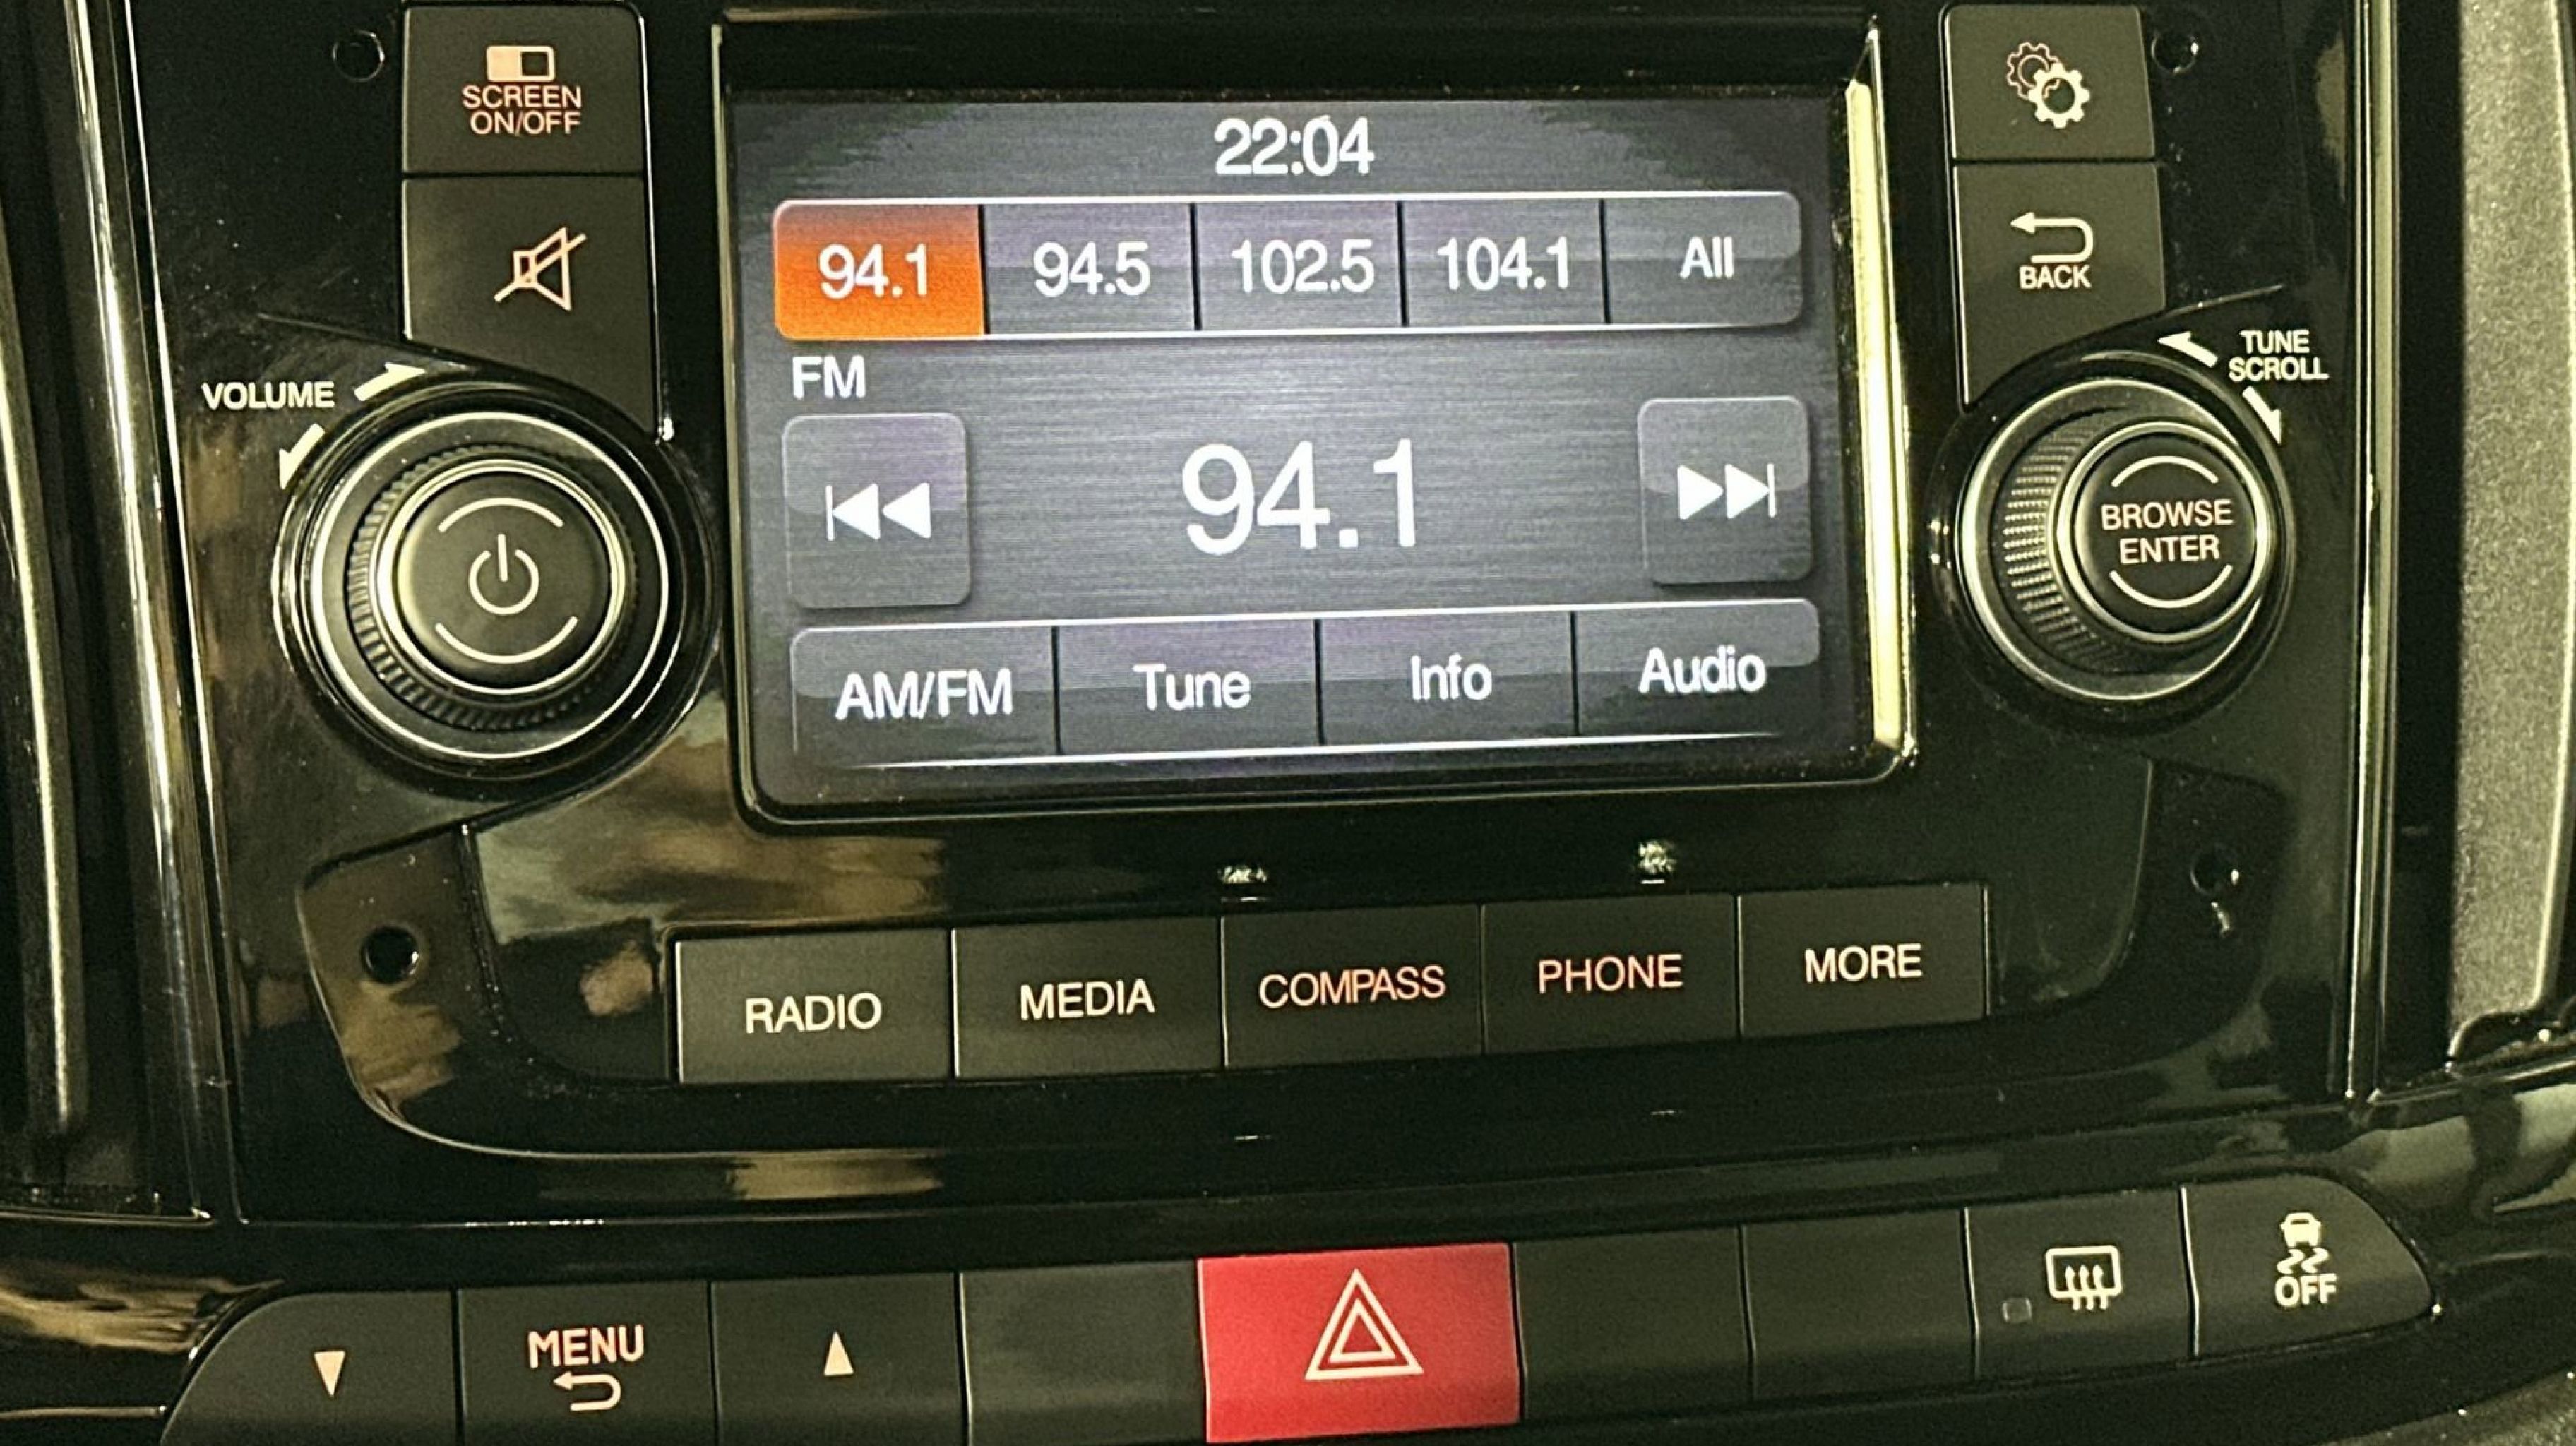 SCREEN
ON/OFF
22:04
94.1 94.5 102.5 104.1 All
BACK
FM
VOLUME
TUNE
SCROLL
94.1
BROWSE
ENTER
AM/FM Tune Info Audio
RADIO MEDIA COMPASS PHONE MORE
MENU
OFF